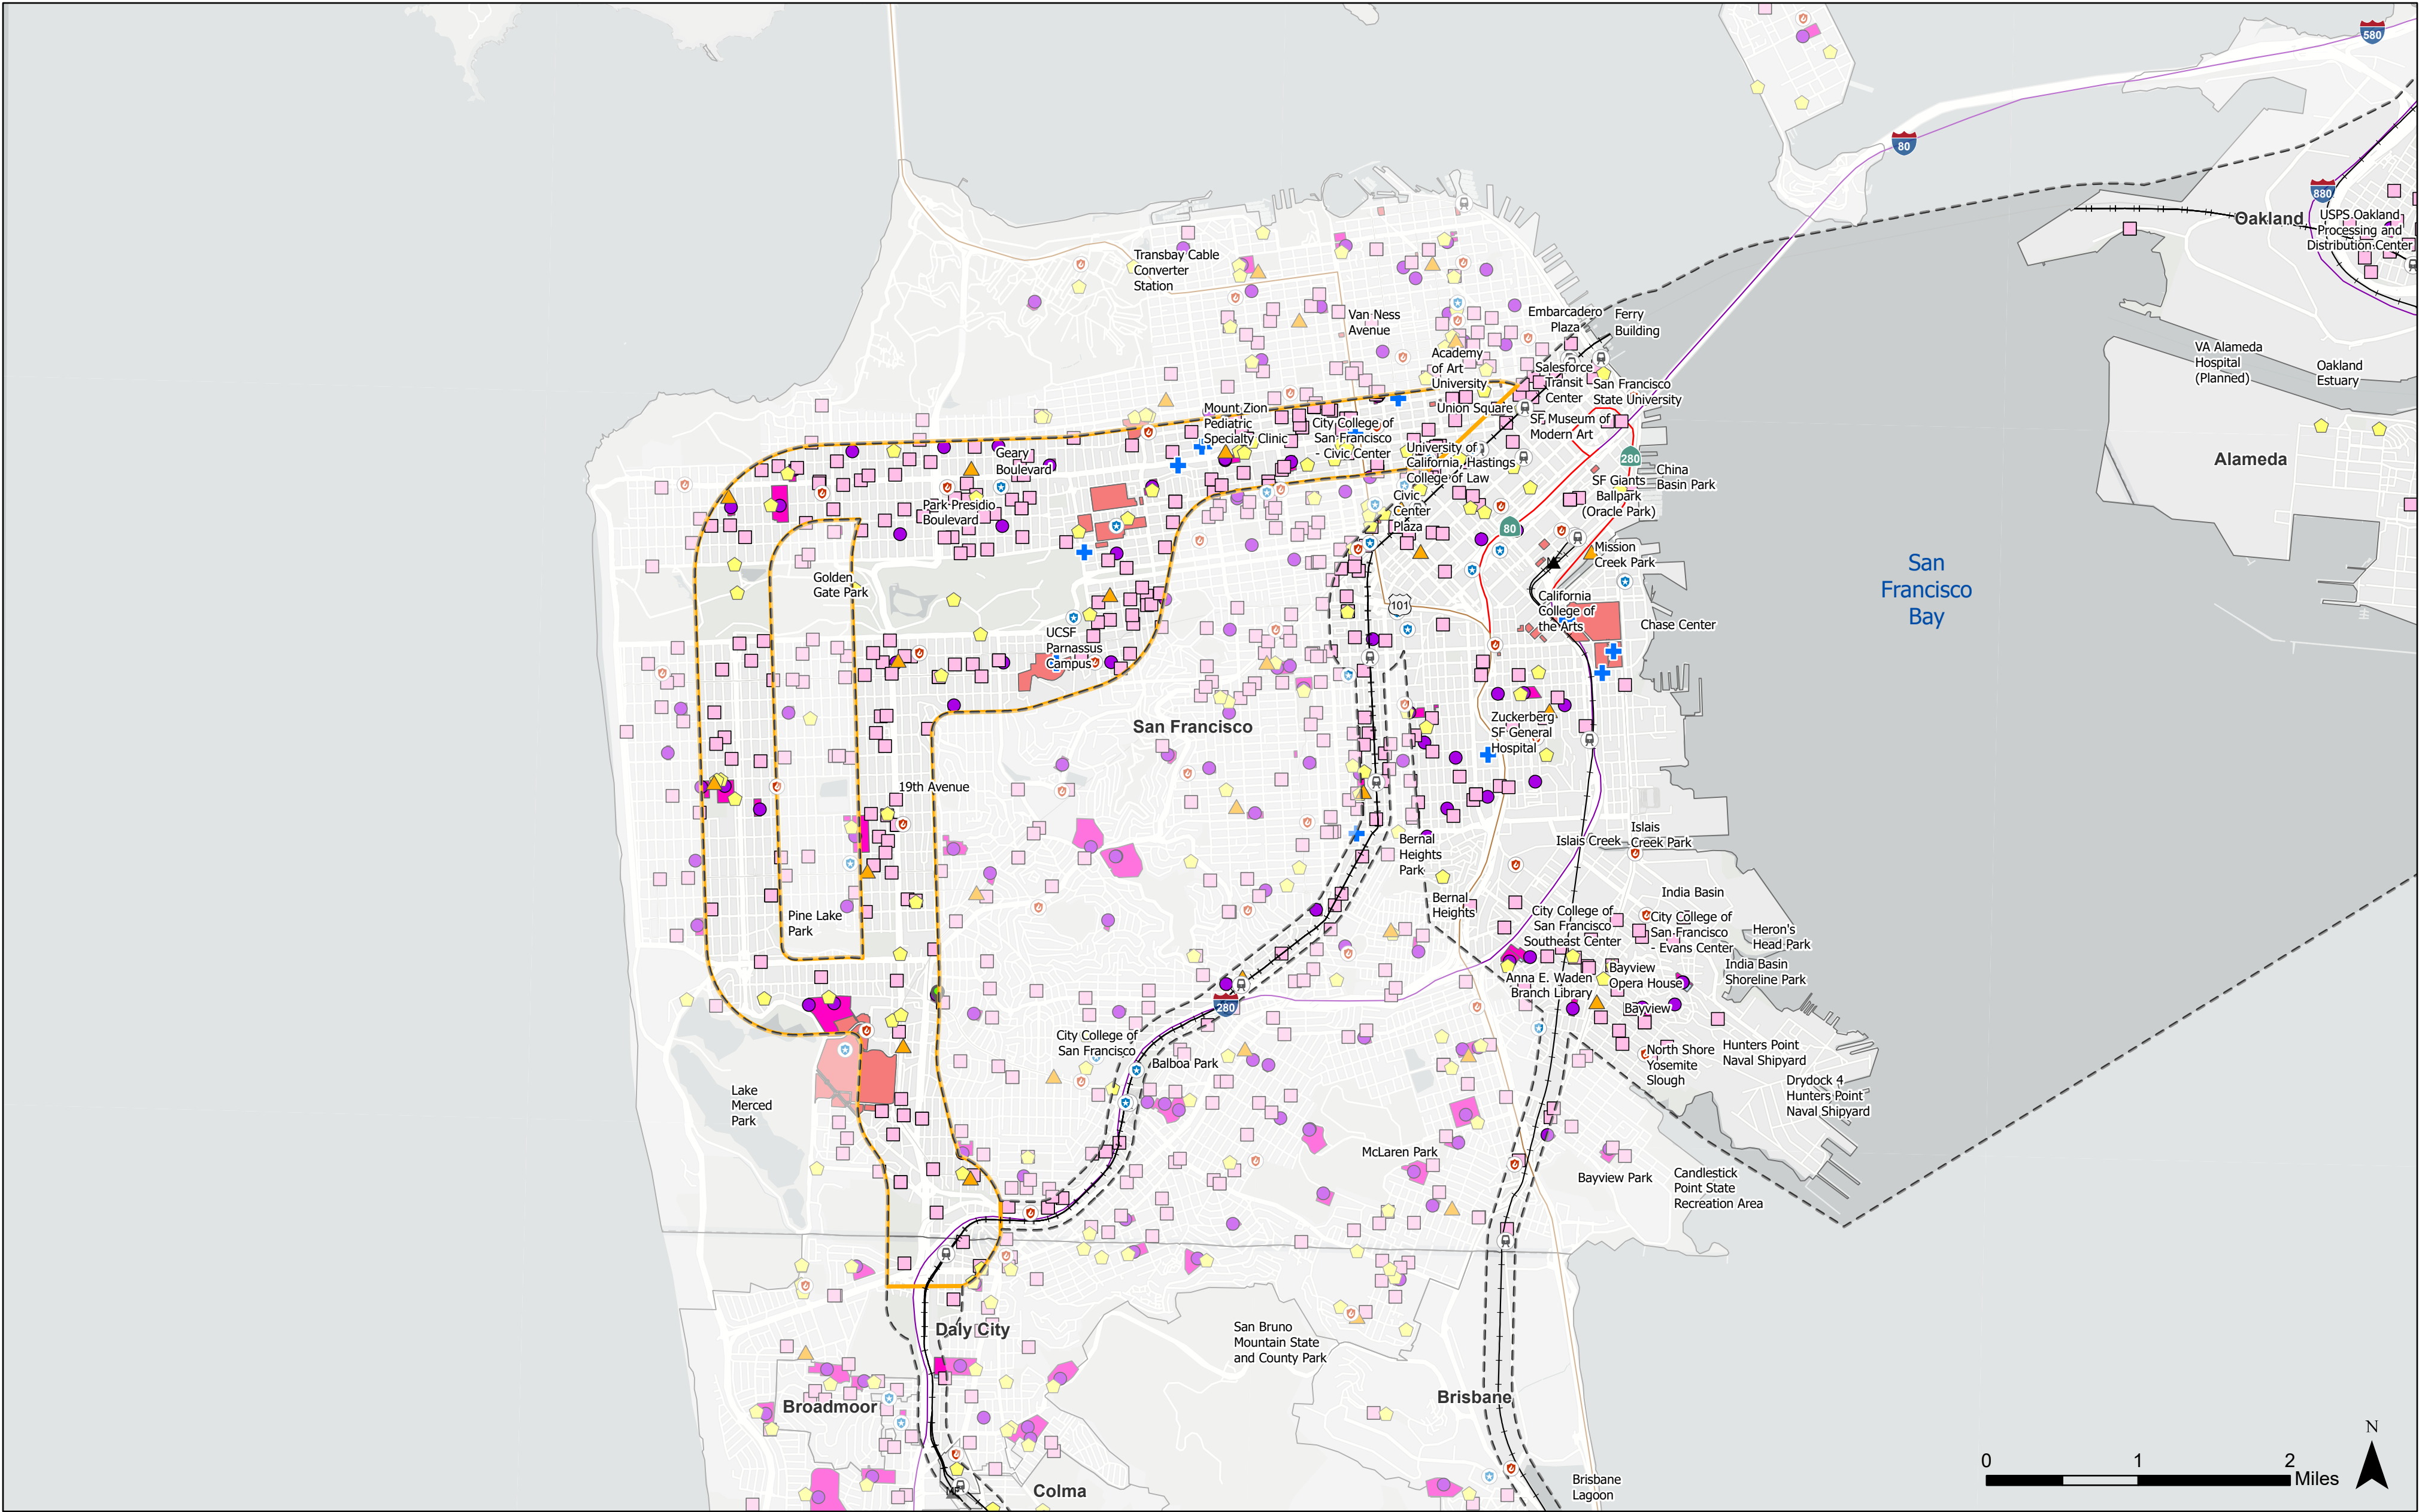 580
80
880
Oakland
USPS Oakland
Processing and
Distribution Center
Transbay Cable
Converter
Station
Van Ness
Avenue
Embarcadero
Plaza
Ferry
Building
Academy
of Art
University
Salesforce
Transit
Center
San Francisco
State University
VA Alameda
Hospital
(Planned)
Oakland
Estuary
Mount Zion
Pediatric
Specialty Clinic
City College of
San Francisco
- Civic Center
Union Square
SF Museum of
Modern Art
University of
California, Hastings
College of Law
Geary
Boulevard
280
China
Basin Park
Alameda
SF Giants
Ballpark
(Oracle Park)
Park Presidio
Boulevard
Civic
Center
Plaza
80
Mission
Creek Park
San
Francisco
Bay
Golden
Gate Park
101
California
College of
the Arts
Chase Center
UCSF
Parnassus
Campus
San Francisco
Zuckerberg
SF General
Hospital
19th Avenue
Bernal
Heights
Park
Islais Creek
Islais
Creek Park
Bernal
Heights
India Basin
Pine Lake
Park
City College of
San Francisco
Southeast Center
City College of
San Francisco
- Evans Center
Heron's
Head Park
India Basin
Shoreline Park
Anna E. Waden
Branch Library
Bayview
Opera House
Bayview
280
City College of
San Francisco
Balboa Park
North Shore
Yosemite
Slough
Hunters Point
Naval Shipyard
Drydock 4
Hunters Point
Naval Shipyard
Lake
Merced
Park
McLaren Park
Bayview Park
Candlestick
Point State
Recreation Area
Daly City
San Bruno
Mountain State
and County Park
Broadmoor
Brisbane
Colma
Brisbane
Lagoon
N
0 1 2
Miles